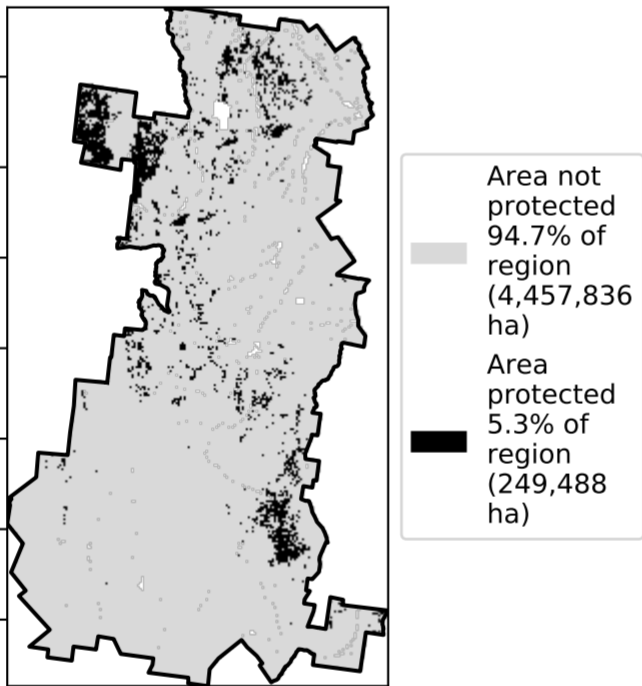 Area not
protected
94.7% of
region
(4,457,836
ha)
Area
protected
5.3% of
region
(249,488
ha)